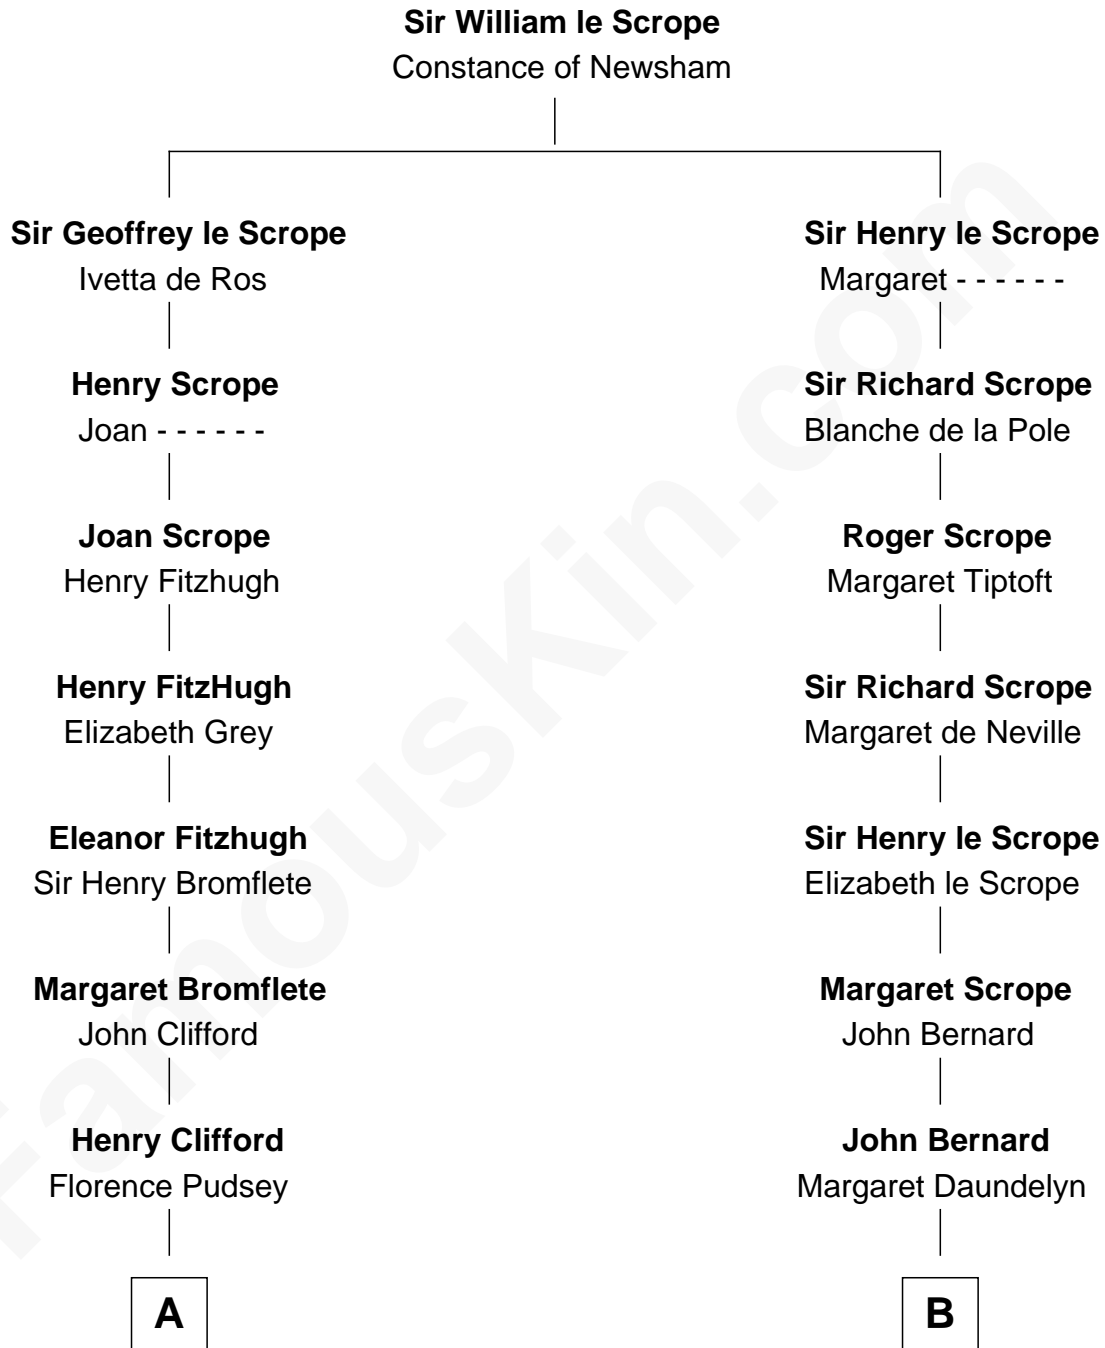 Sir William le Scrope
Constance of Newsham
Sir Geoffrey le Scrope
Ivetta de Ros
Sir Henry le Scrope
Margaret - - - - - -
Henry Scrope
Joan - - - - - -
Sir Richard Scrope
Blanche de la Pole
Joan Scrope
Henry Fitzhugh
Roger Scrope
Margaret Tiptoft
Henry FitzHugh
Elizabeth Grey
Sir Richard Scrope
Margaret de Neville
Eleanor Fitzhugh
Sir Henry Bromflete
Sir Henry le Scrope
Elizabeth le Scrope
Margaret Bromflete
John Clifford
Margaret Scrope
John Bernard
Henry Clifford
Florence Pudsey
John Bernard
Margaret Daundelyn
A
B
FamousKin.com